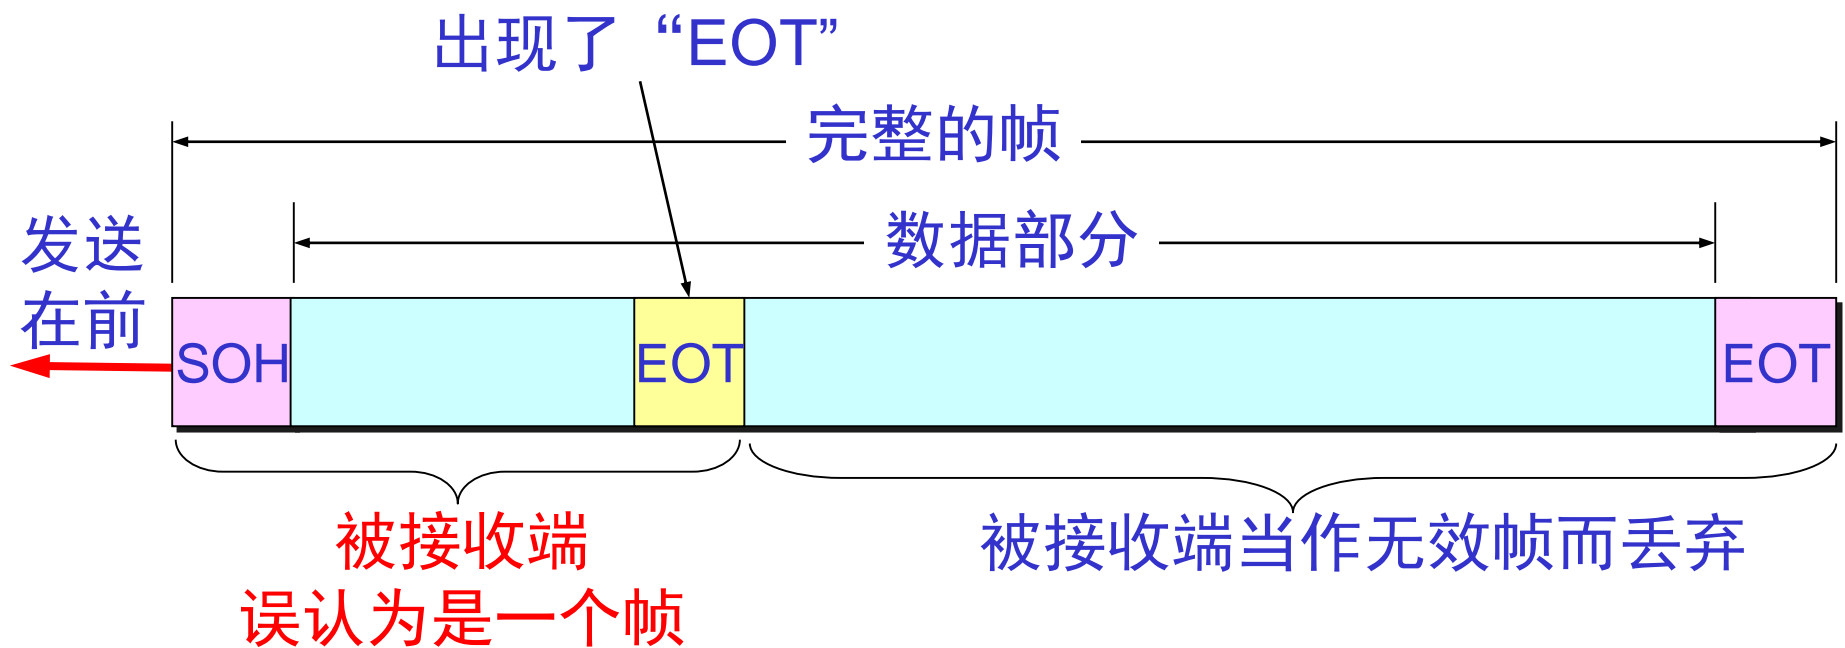 出现了“EOT”
完整的帧
数据部分
发送
在前
SOH
EOT
EOT
被接收端
误认为是一个帧
被接收端当作无效帧而丢弃